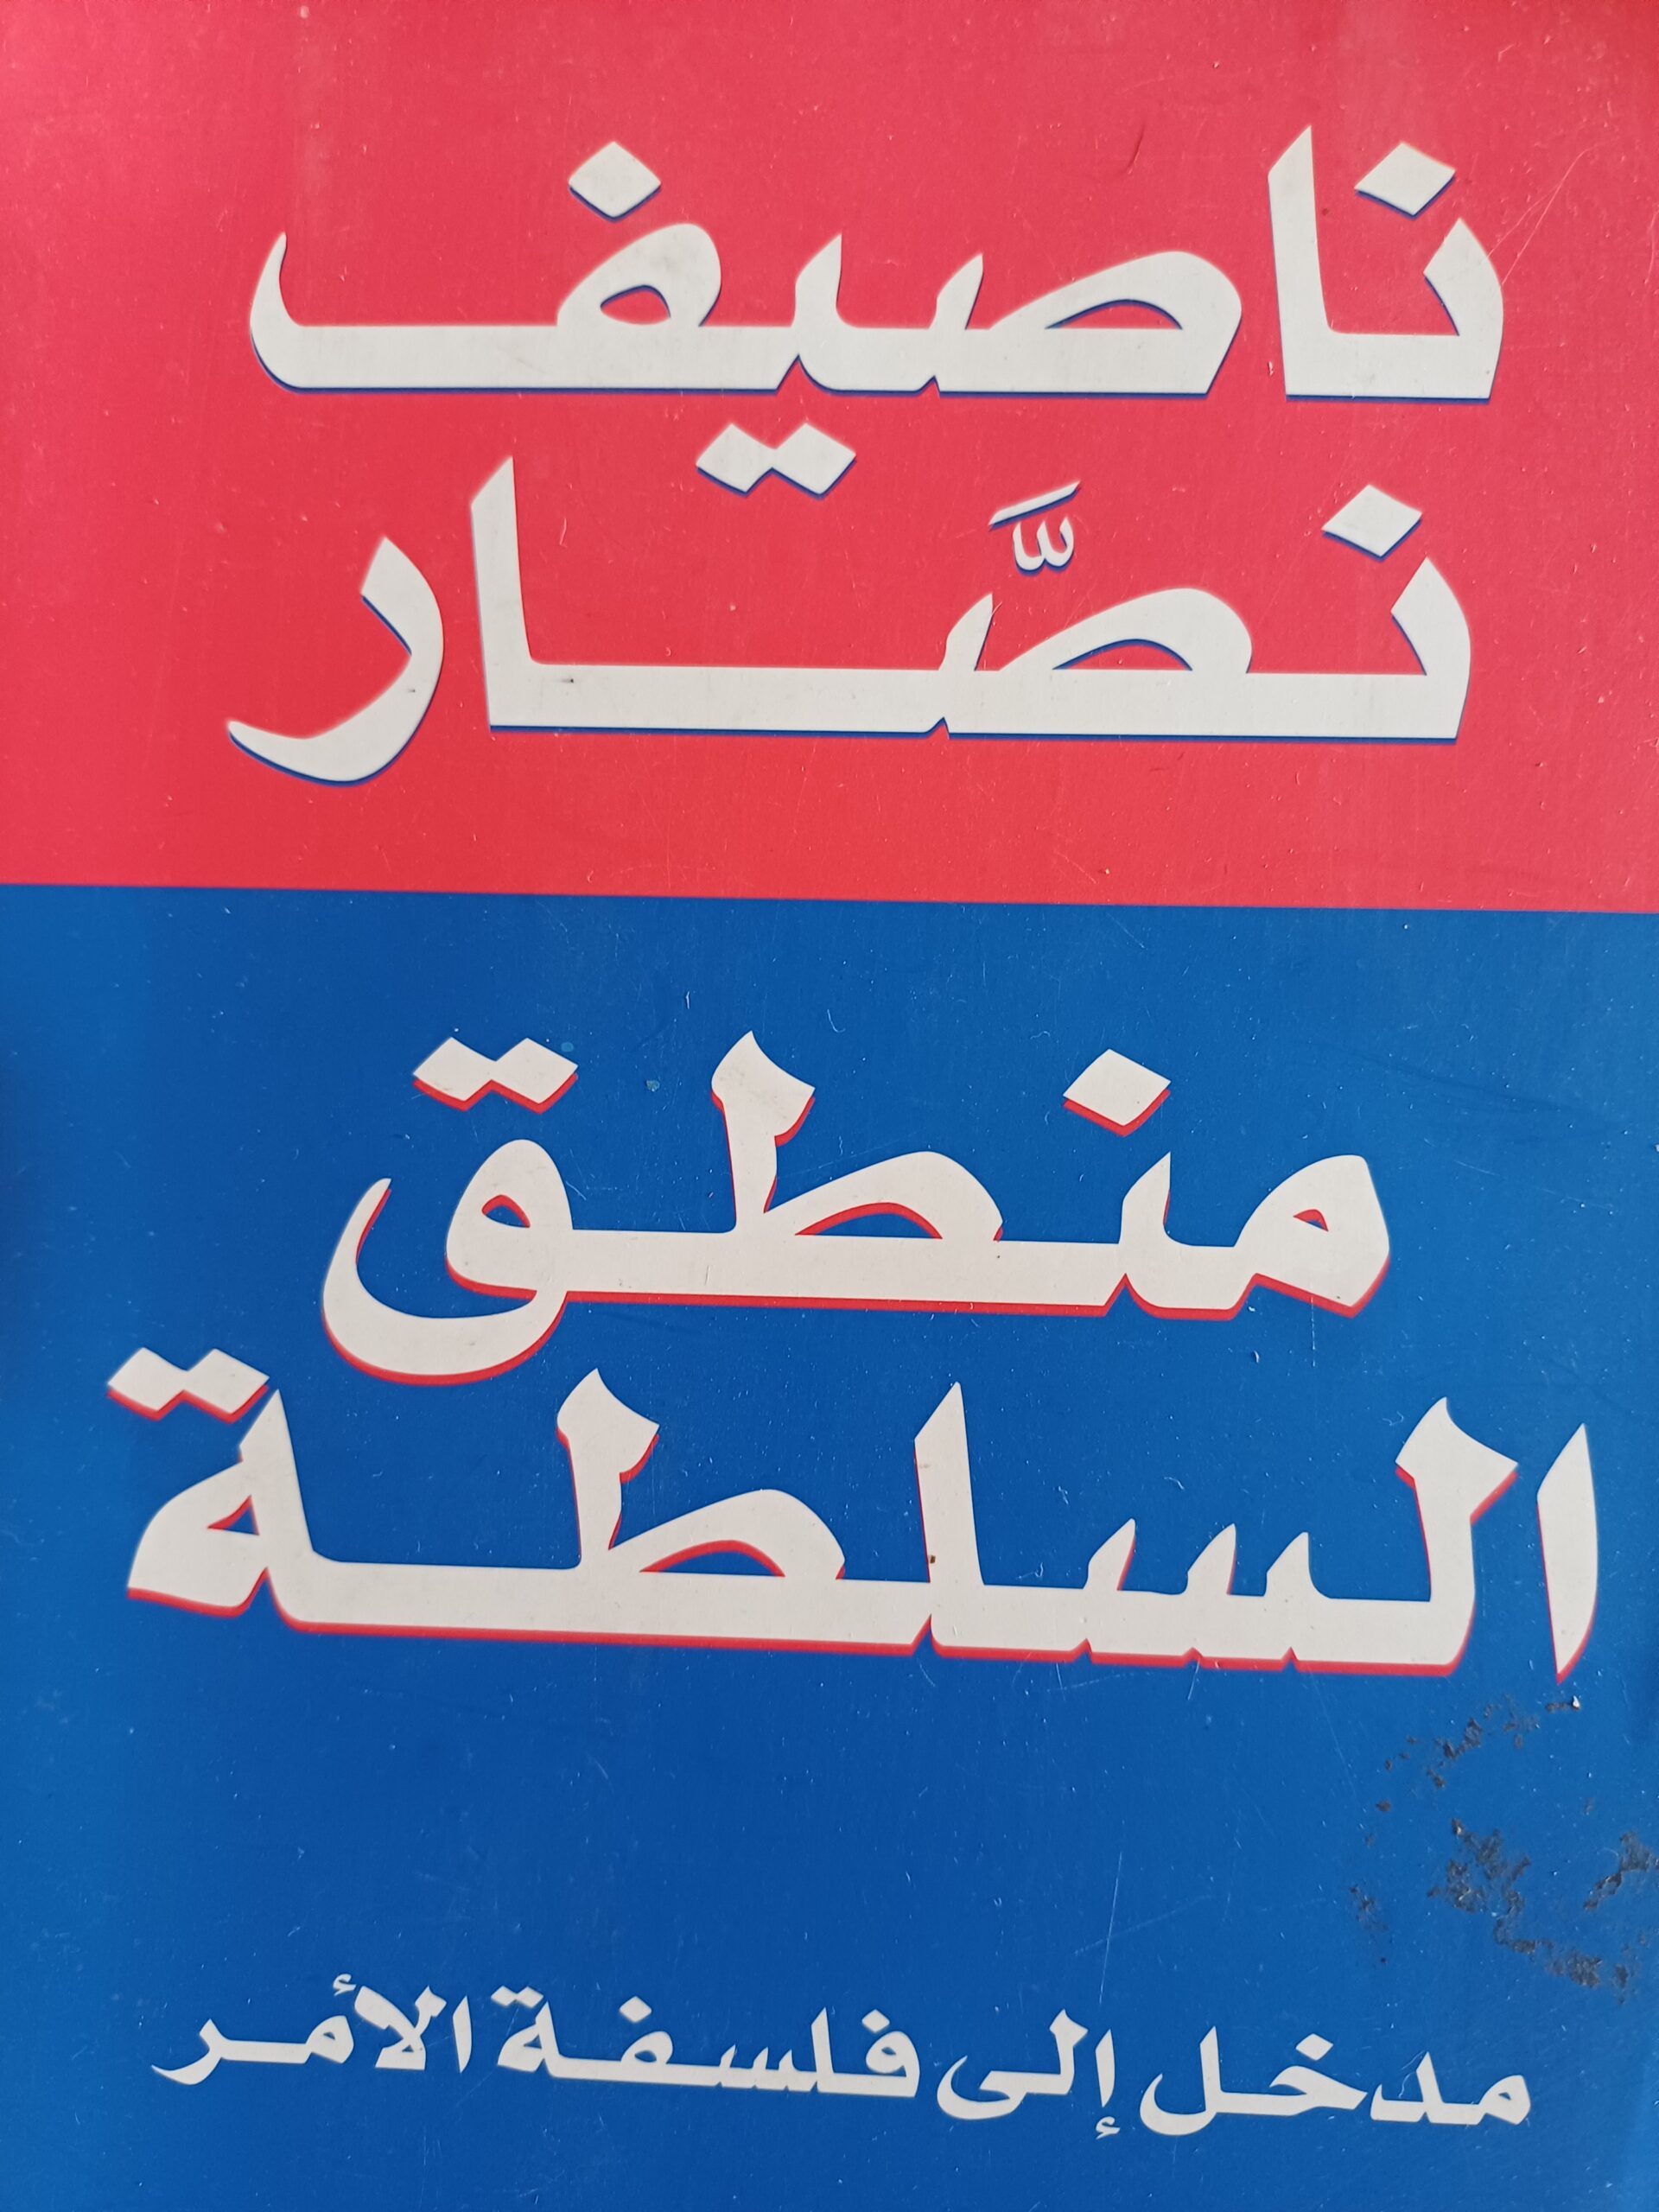 ناصيف
نصَّار
منطق
السلطة
مدخل إلى فلسفة الأمر